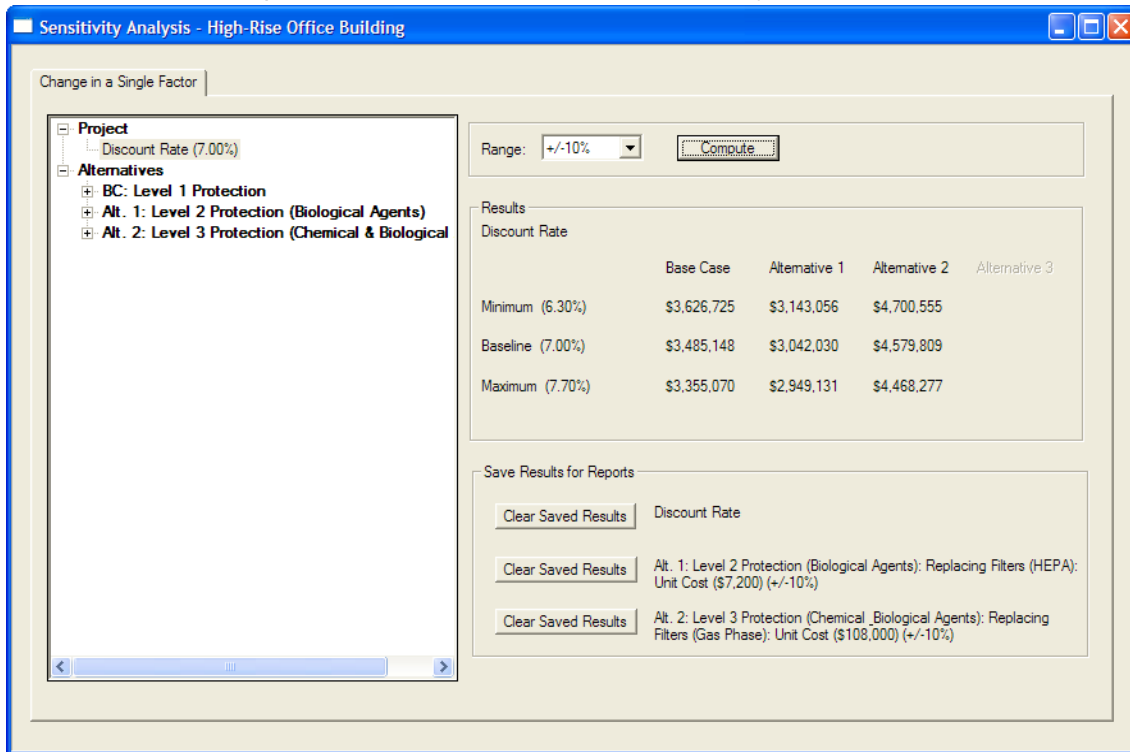 Sensitivity Analysis - High-Rise Office Building
Change in a Single Factor
Project
Discount Rate (7.00%)
Alternatives
BC: Level 1 Protection
Alt. 1: Level 2 Protection (Biological Agents)
Alt. 2: Level 3 Protection (Chemical & Biological
Range: +/-10% Compute
Results
Discount Rate
Base Case Alternative 1 Alternative 2 Alternative 3
Minimum (6.30%) $3,626,725 $3,143,056 $4,700,555
Baseline (7.00%) $3,485,148 $3,042,030 $4,579,809
Maximum (7.70%) $3,355,070 $2,949,131 $4,468,277
Save Results for Reports
Clear Saved Results Discount Rate
Clear Saved Results Alt. 1: Level 2 Protection (Biological Agents): Replacing Filters (HEPA):
Unit Cost ($7,200) (+/-10%)
Clear Saved Results Alt. 2: Level 3 Protection (Chemical _Biological Agents): Replacing
Filters (Gas Phase): Unit Cost ($108,000) (+/-10%)